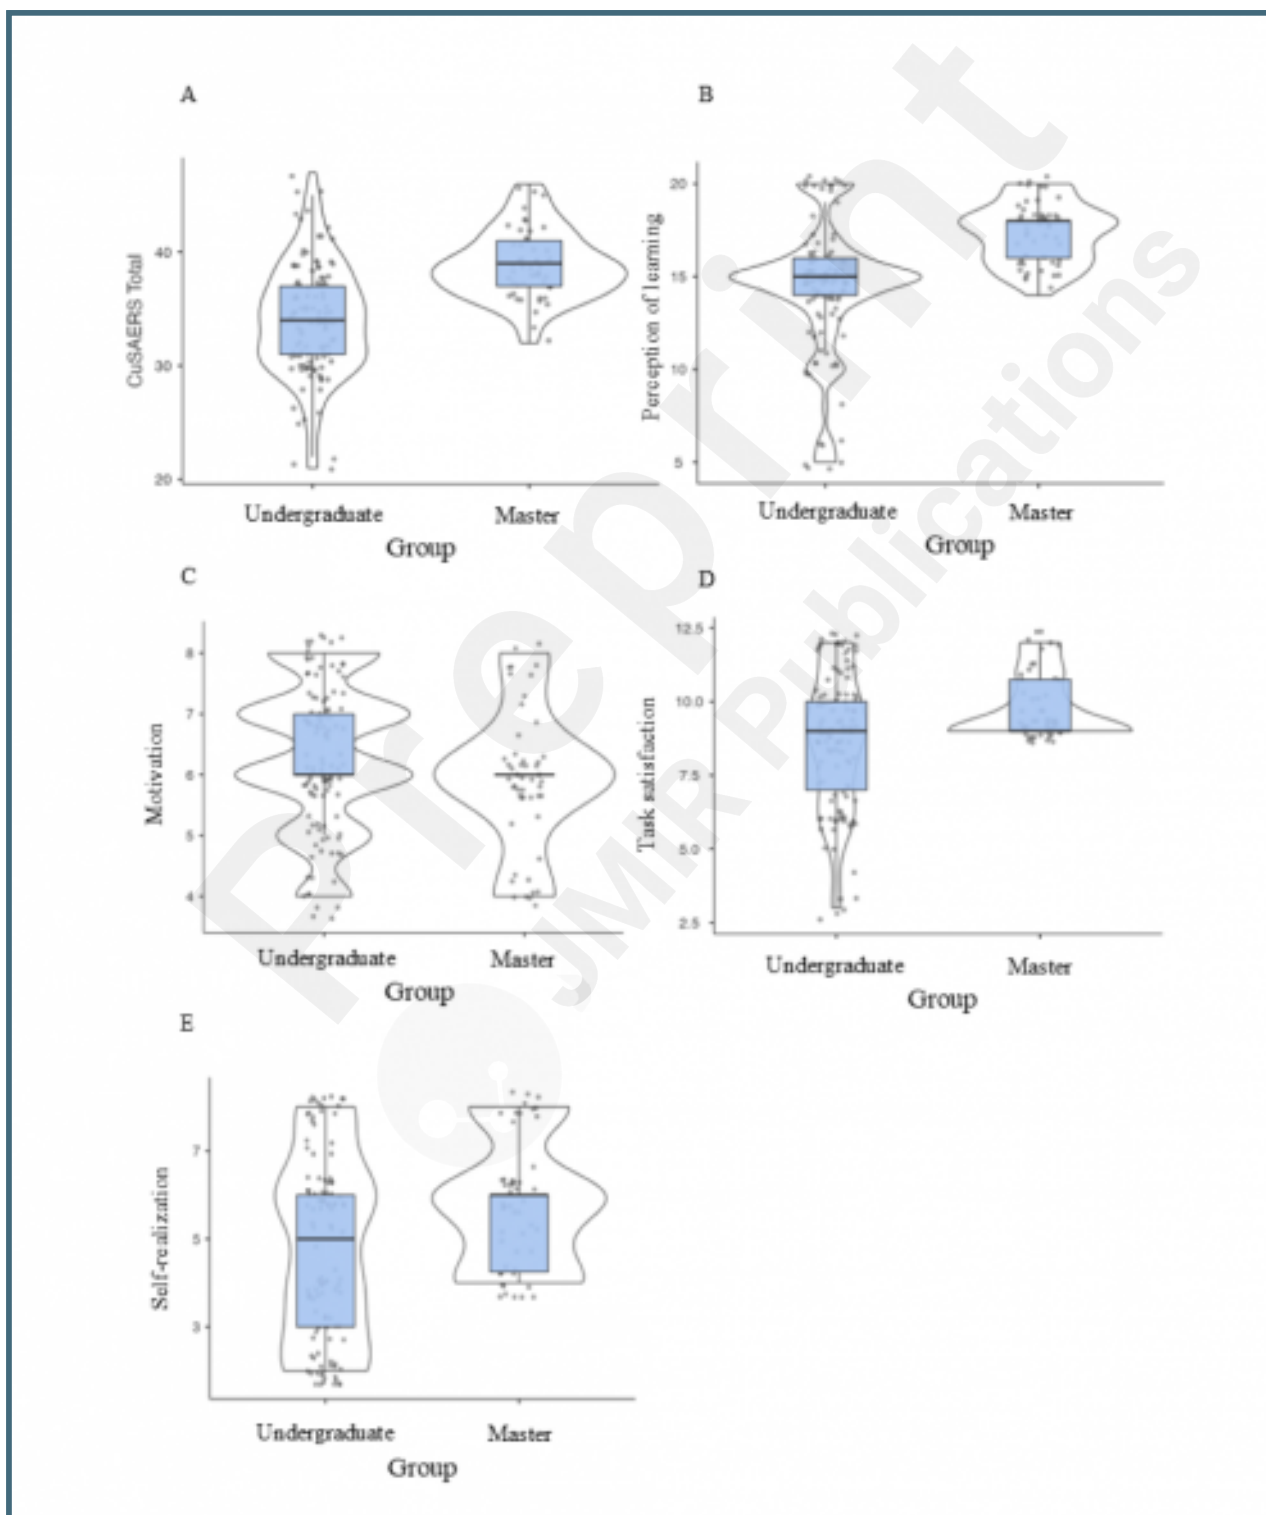 A
CuSAERS Total
40
30
20
Undergraduate
Master
Group
B
Perception of learning
20
15
10
5
Undergraduate
Master
Group
C
Motivation
8
7
6
5
4
Undergraduate
Master
Group
D
Task satisfaction
12.5
10.0
7.5
5.0
2.5
Undergraduate
Master
Group
E
Self-realization
7
5
3
Undergraduate
Master
Group
Preprint
JMIR Publications